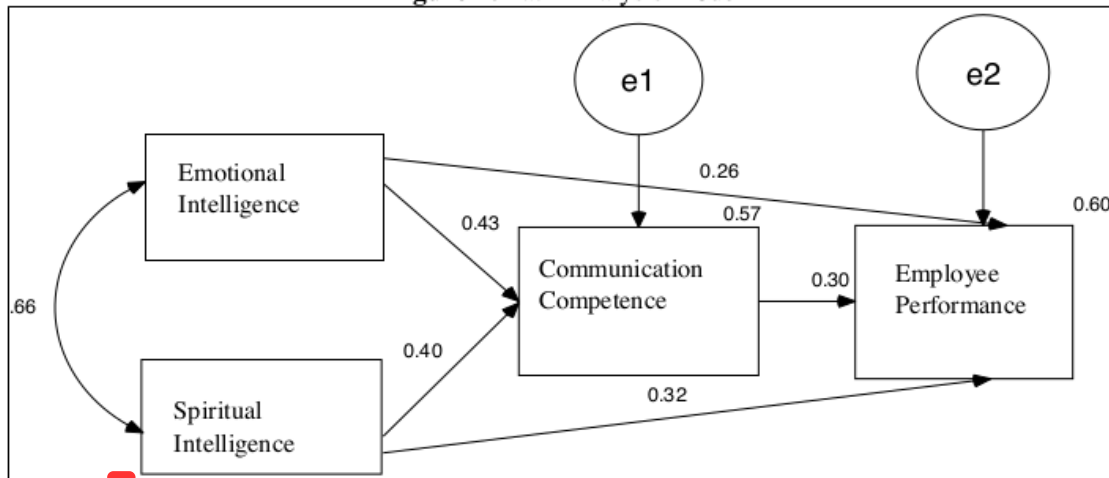 e1
e2
Emotional
Intelligence
0.26
0.60
0.43
0.57
Communication
Competence
0.30
Employee
Performance
.66
0.40
0.32
Spiritual
Intelligence